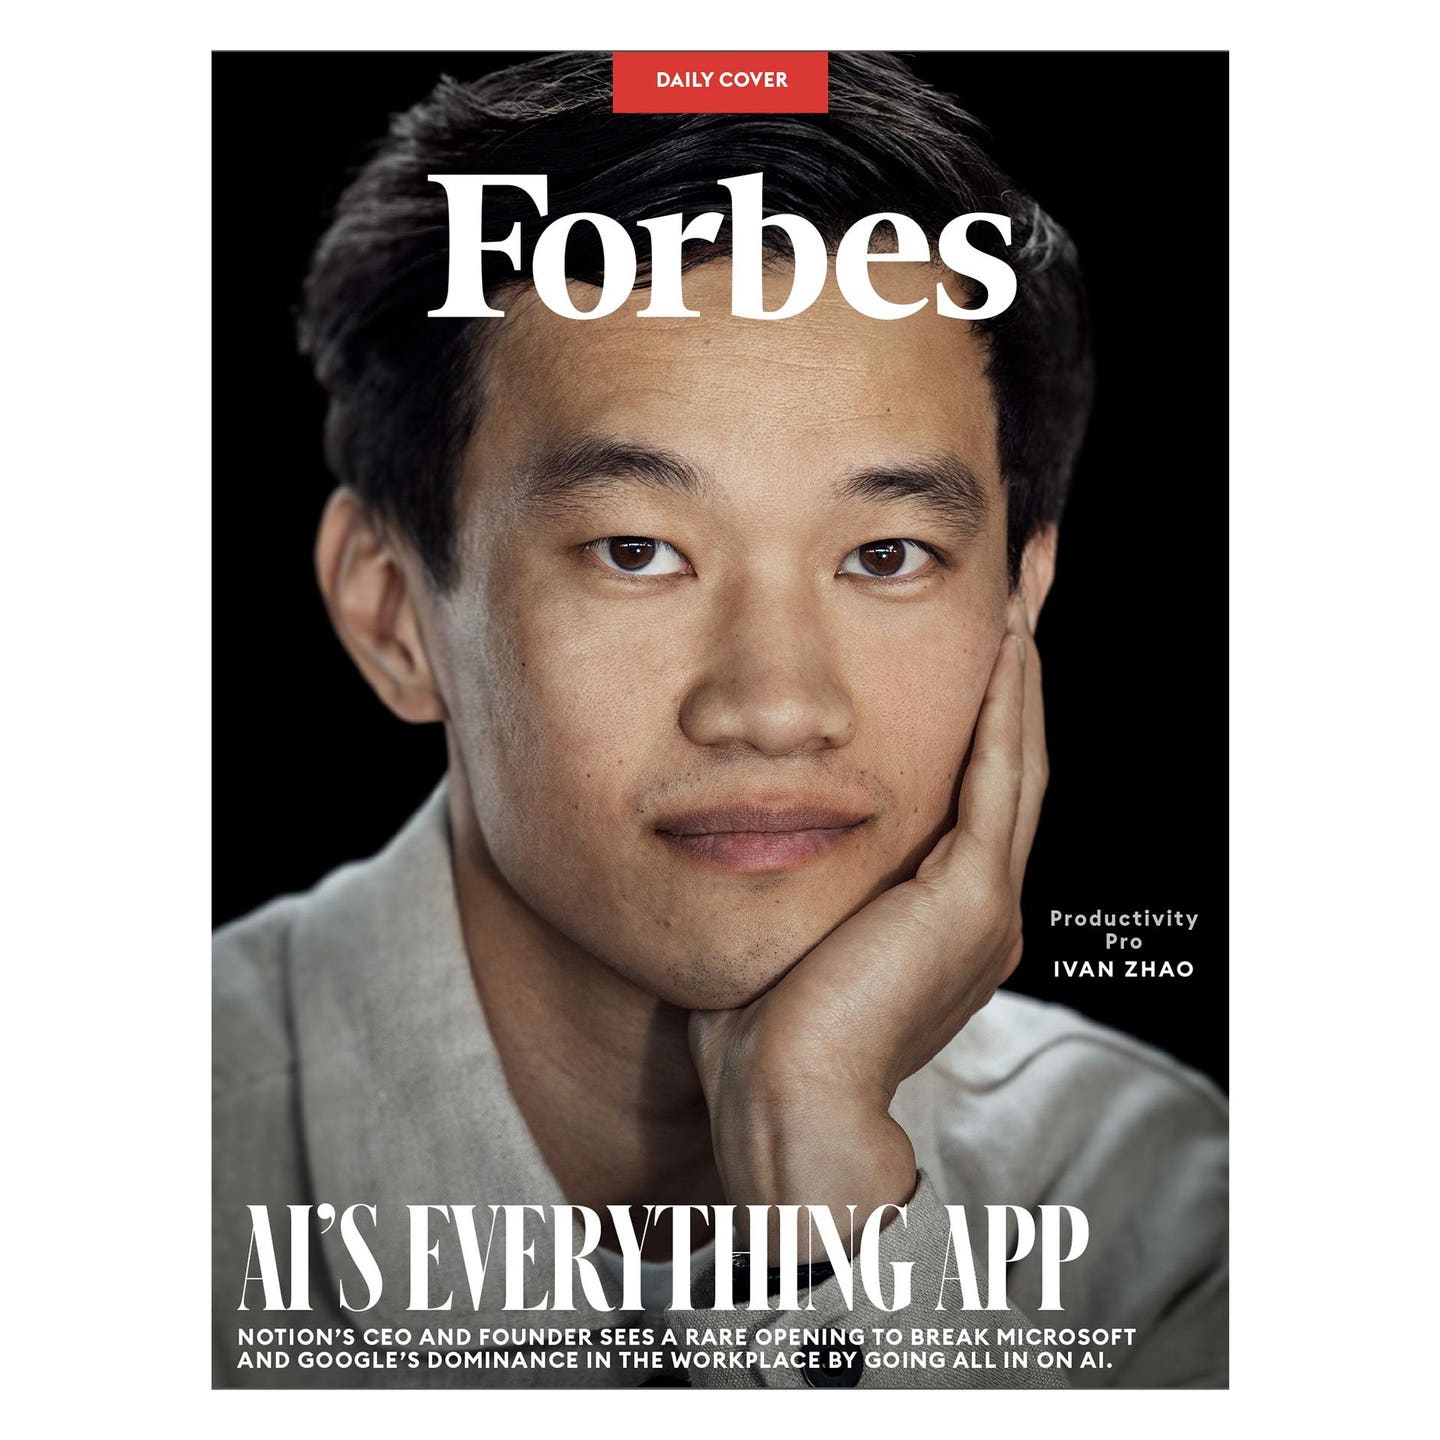 DAILY COVER
Forbes
Productivity
Pro
IVAN ZHAO
AI'S EVERYTHING APP
NOTION'S CEO AND FOUNDER SEES A RARE OPENING TO BREAK MICROSOFT
AND GOOGLE'S DOMINANCE IN THE WORKPLACE BY GOING ALL IN ON AI.